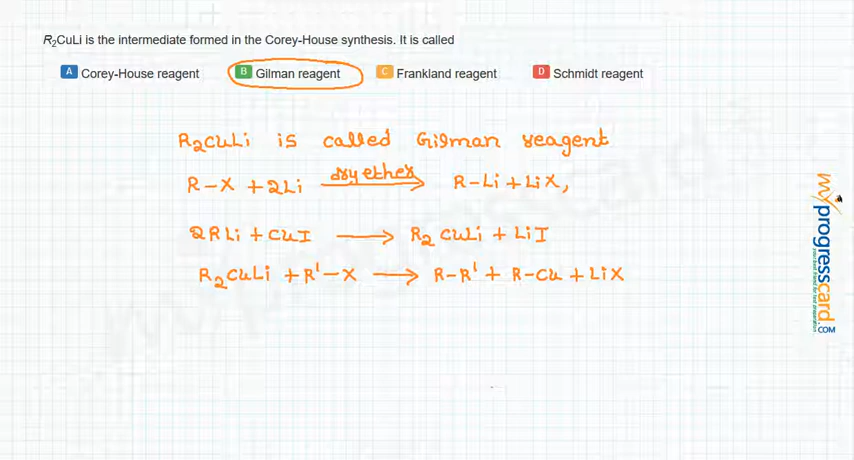 R₂CuLi is the intermediate formed in the Corey-House synthesis. It is called
A Corey-House reagent B Gilman reagent C Frankland reagent D Schmidt reagent
R₂CuLi is called Gilman reagent
R-X + 2Li —dry ether→ R-Li + LiX,
2RLi + CuI ⟶ R₂CuLi + LiI
R₂CuLi + R'-X ⟶ R-R' + R-Cu + LiX
myprogresscard
.COM